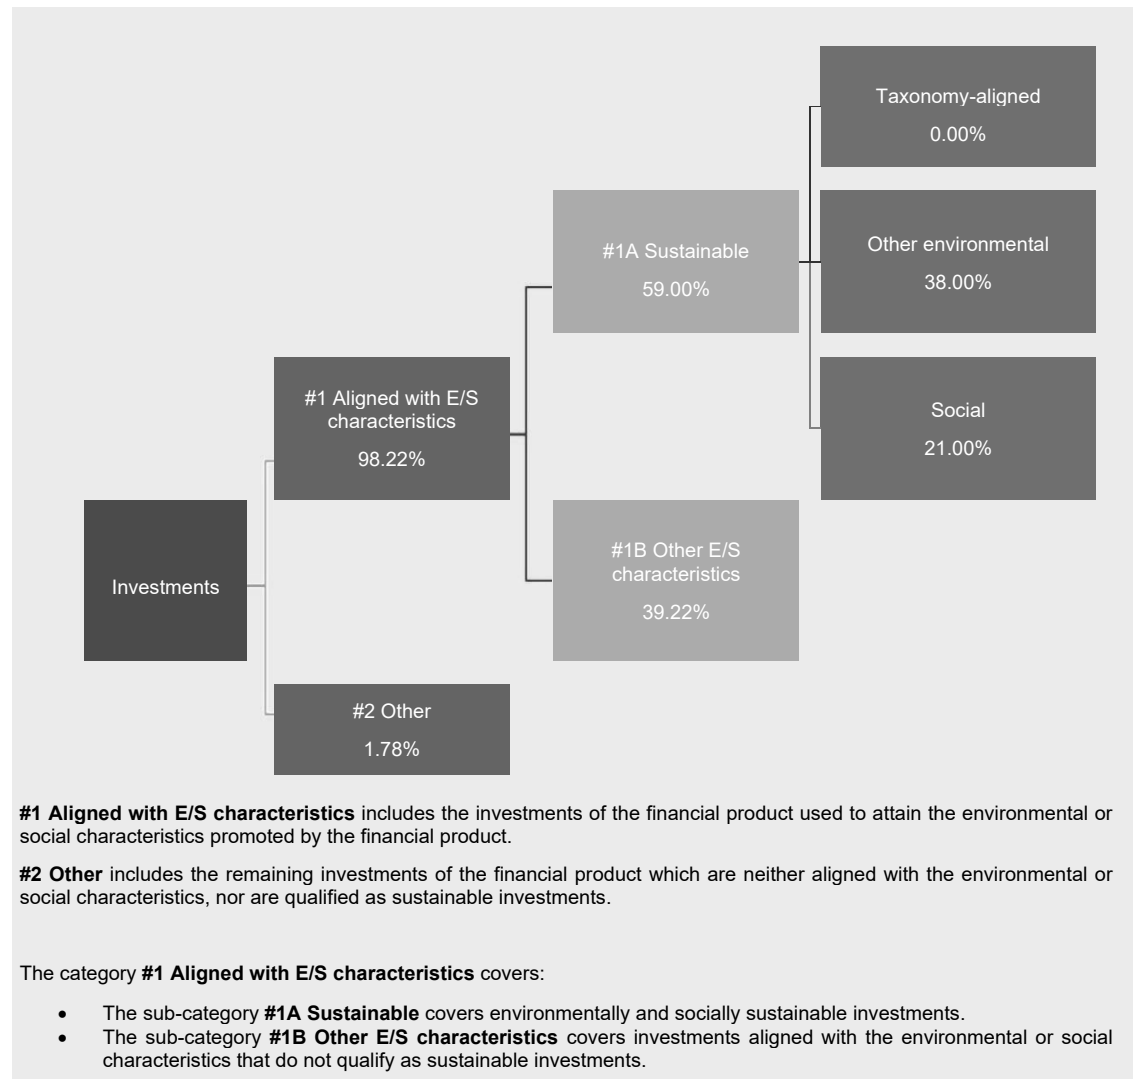 Taxonomy-aligned
0.00%
#1A Sustainable
59.00%
Other environmental
38.00%
#1 Aligned with E/S
characteristics
98.22%
Social
21.00%
Investments
#1B Other E/S
characteristics
39.22%
#2 Other
1.78%
#1 Aligned with E/S characteristics includes the investments of the financial product used to attain the environmental or
social characteristics promoted by the financial product.
#2 Other includes the remaining investments of the financial product which are neither aligned with the environmental or
social characteristics, nor are qualified as sustainable investments.
The category #1 Aligned with E/S characteristics covers:
• The sub-category #1A Sustainable covers environmentally and socially sustainable investments.
• The sub-category #1B Other E/S characteristics covers investments aligned with the environmental or social
characteristics that do not qualify as sustainable investments.